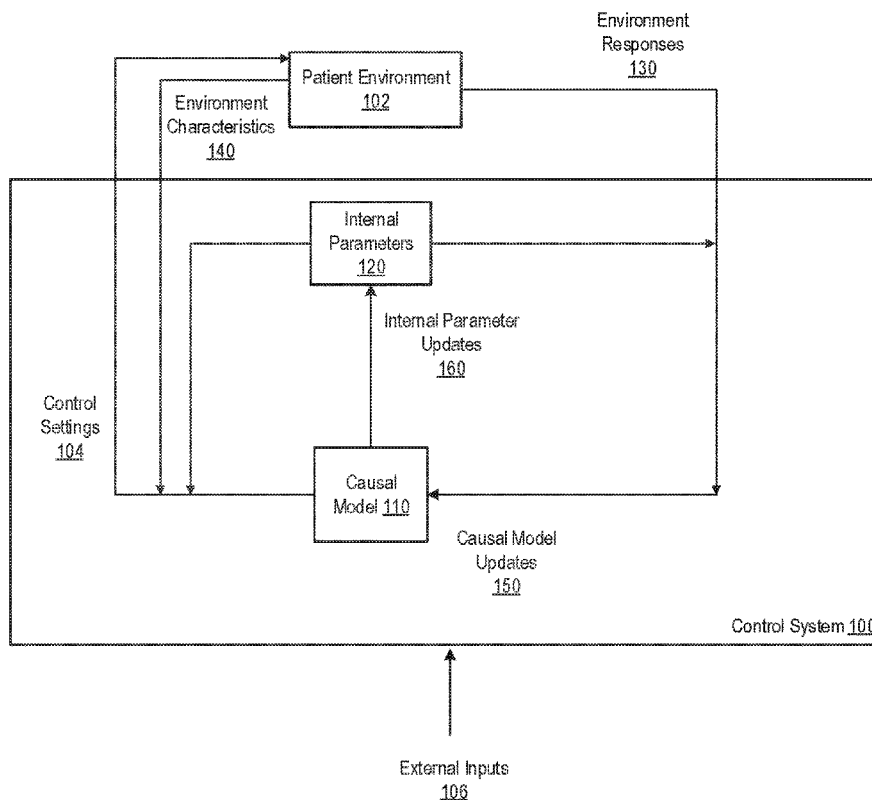 Environment
Responses
130
Patient Environment
102
Environment
Characteristics
140
Internal
Parameters
120
Internal Parameter
Updates
160
Control
Settings
104
Causal
Model 110
Causal Model
Updates
150
Control System 100
External Inputs
106